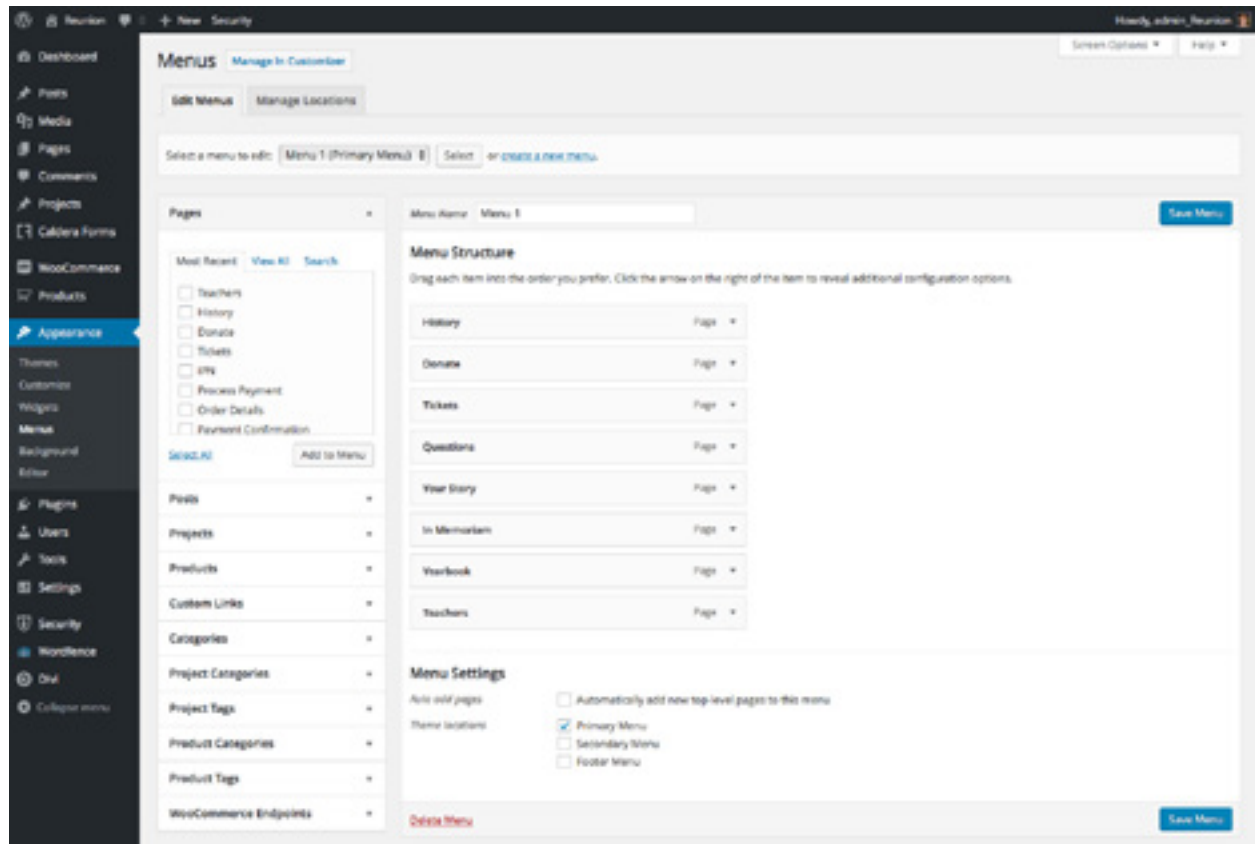 Reunion + New Security
Howdy, admin_Reunion
Screen Options Help
Dashboard
Posts
Media
Pages
Comments
Projects
Caldera Forms
WooCommerce
Products
Appearance
Themes
Customize
Widgets
Menus
Background
Editor
Plugins
Users
Tools
Settings
Security
Wordfence
Divi
Collapse menu
Menus Manage in Customizer
Edit Menus Manage Locations
Select a menu to edit: Menu 1 (Primary Menu) Select or create a new menu.
Pages
Most Recent View All Search
Teachers
History
Donate
Tickets
IPN
Process Payment
Order Details
Payment Confirmation
Select All Add to Menu
Posts
Projects
Products
Custom Links
Categories
Project Categories
Project Tags
Product Categories
Product Tags
WooCommerce Endpoints
Menu Name Menu 1 Save Menu
Menu Structure
Drag each item into the order you prefer. Click the arrow on the right of the item to reveal additional configuration options.
History Page
Donate Page
Tickets Page
Questions Page
Your Story Page
In Memoriam Page
Yearbook Page
Teachers Page
Menu Settings
Auto add pages Automatically add new top-level pages to this menu
Theme locations Primary Menu
Secondary Menu
Footer Menu
Delete Menu Save Menu